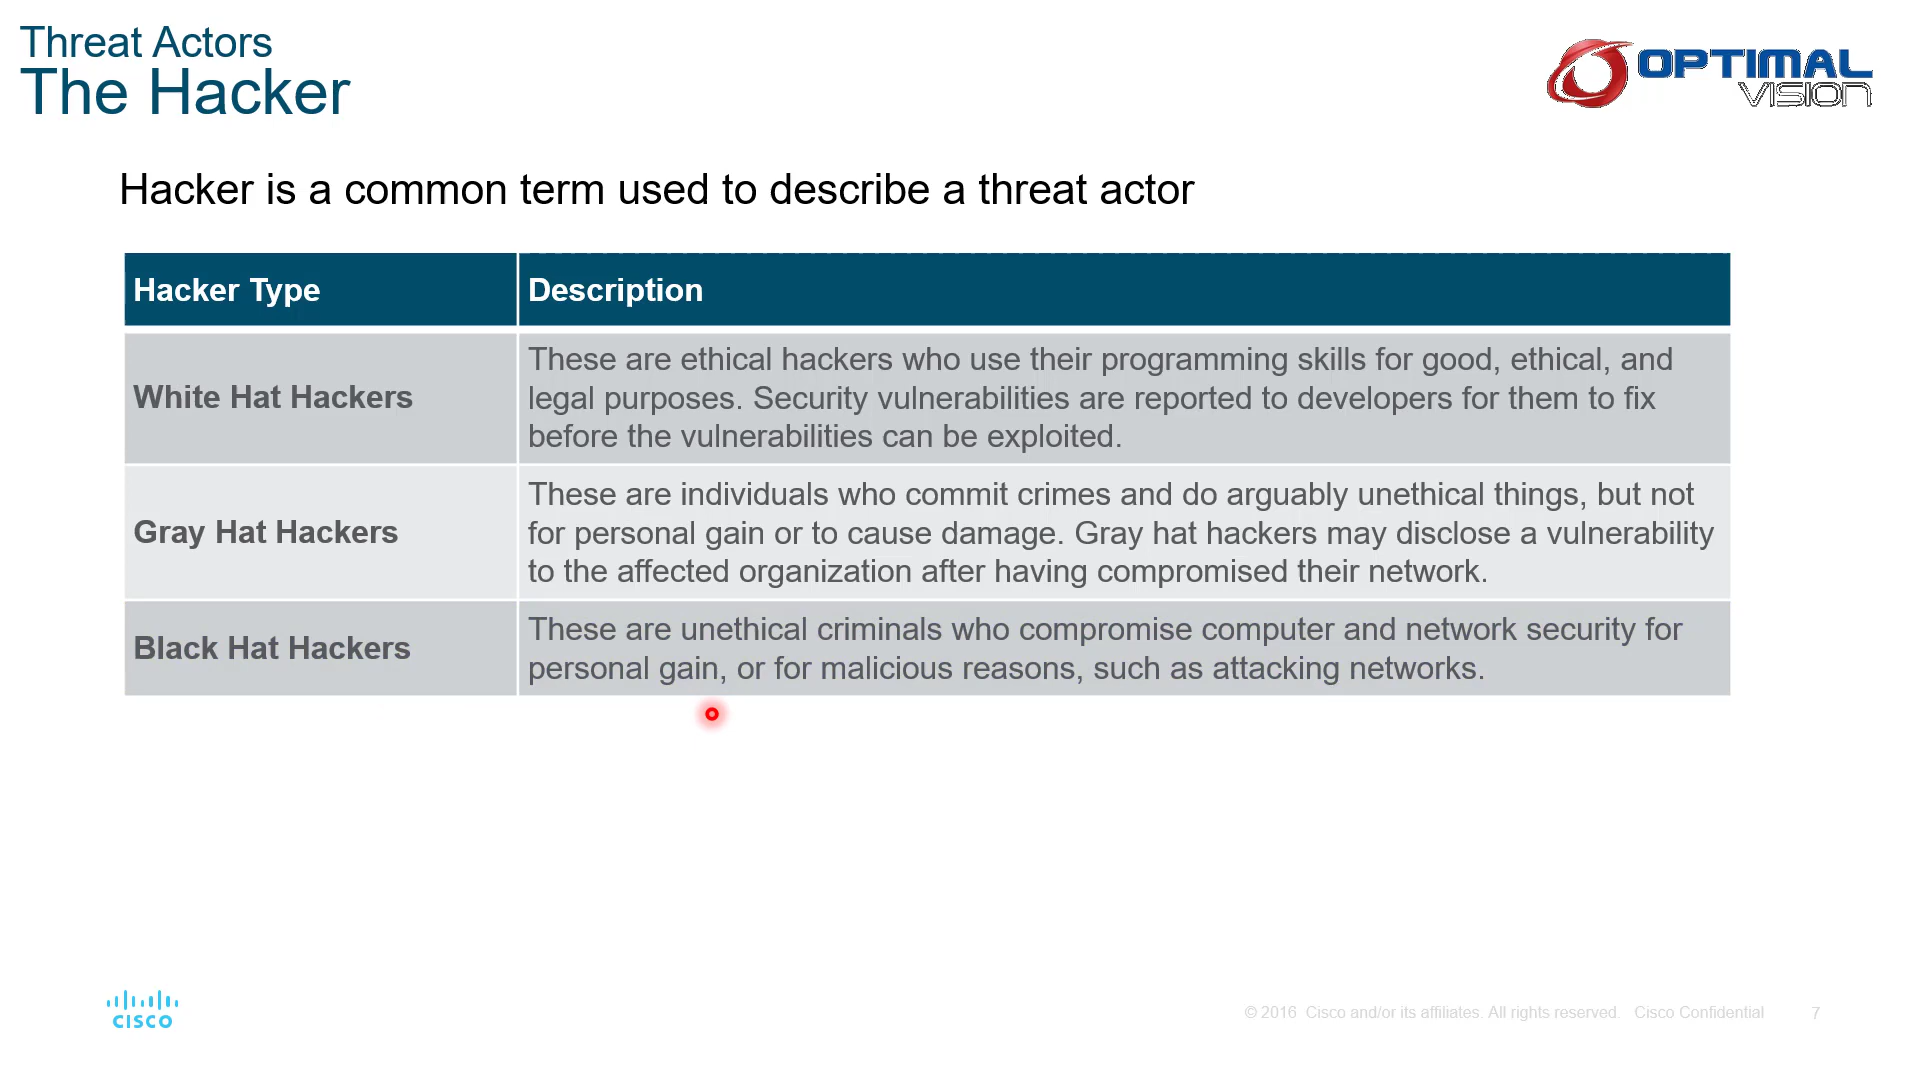 Threat Actors
The Hacker
OPTIMAL
VISION
Hacker is a common term used to describe a threat actor
Hacker Type
Description
White Hat Hackers
These are ethical hackers who use their programming skills for good, ethical, and
legal purposes. Security vulnerabilities are reported to developers for them to fix
before the vulnerabilities can be exploited.
Gray Hat Hackers
These are individuals who commit crimes and do arguably unethical things, but not
for personal gain or to cause damage. Gray hat hackers may disclose a vulnerability
to the affected organization after having compromised their network.
Black Hat Hackers
These are unethical criminals who compromise computer and network security for
personal gain, or for malicious reasons, such as attacking networks.
CISCO
© 2016 Cisco and/or its affiliates. All rights reserved. Cisco Confidential 7